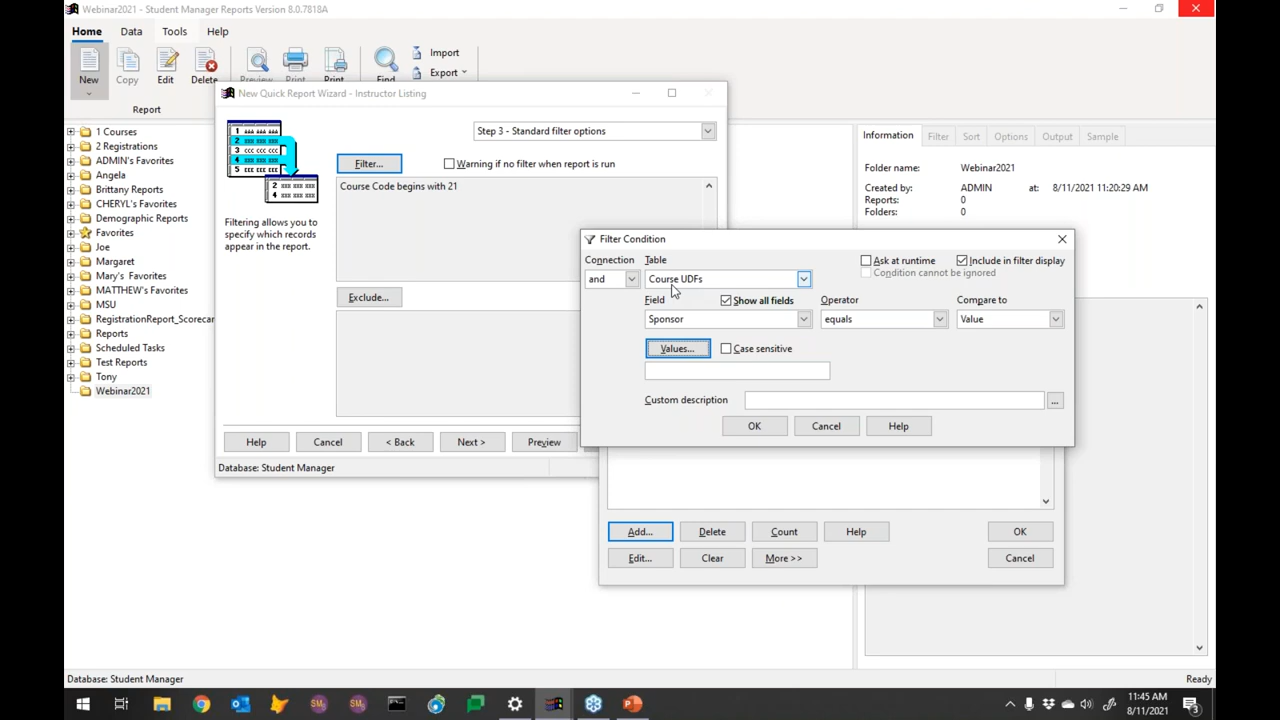 Webinar2021 - Student Manager Reports Version 8.0.7818A
Home Data Tools Help
New
Copy
Edit
Delete
Preview
Print
Print
Find
Import
Export
Report
1 Courses
2 Registrations
ADMIN's Favorites
Angela
Brittany Reports
CHERYL's Favorites
Demographic Reports
Favorites
Joe
Margaret
Mary's Favorites
MATTHEW's Favorites
MSU
RegistrationReport_Scorecar
Reports
Scheduled Tasks
Test Reports
Tony
Webinar2021
New Quick Report Wizard - Instructor Listing
Step 3 - Standard filter options
Filter...
Warning if no filter when report is run
Course Code begins with 21
Filtering allows you to
specify which records
appear in the report.
Exclude...
Help
Cancel
< Back
Next >
Preview
Database: Student Manager
Information Filter Sort Options Output Sample
Folder name: Webinar2021
Created by: ADMIN at: 8/11/2021 11:20:29 AM
Reports: 0
Folders: 0
Filter Condition
Connection Table
Ask at runtime
Include in filter display
and
Course UDFs
Condition cannot be ignored
Field
Show all fields
Operator
Compare to
Sponsor
equals
Value
Values...
Case sensitive
Custom description
...
OK
Cancel
Help
Add...
Delete
Count
Help
OK
Edit...
Clear
More >>
Cancel
Database: Student Manager
Ready
SM
SM
11:45 AM
8/11/2021
3